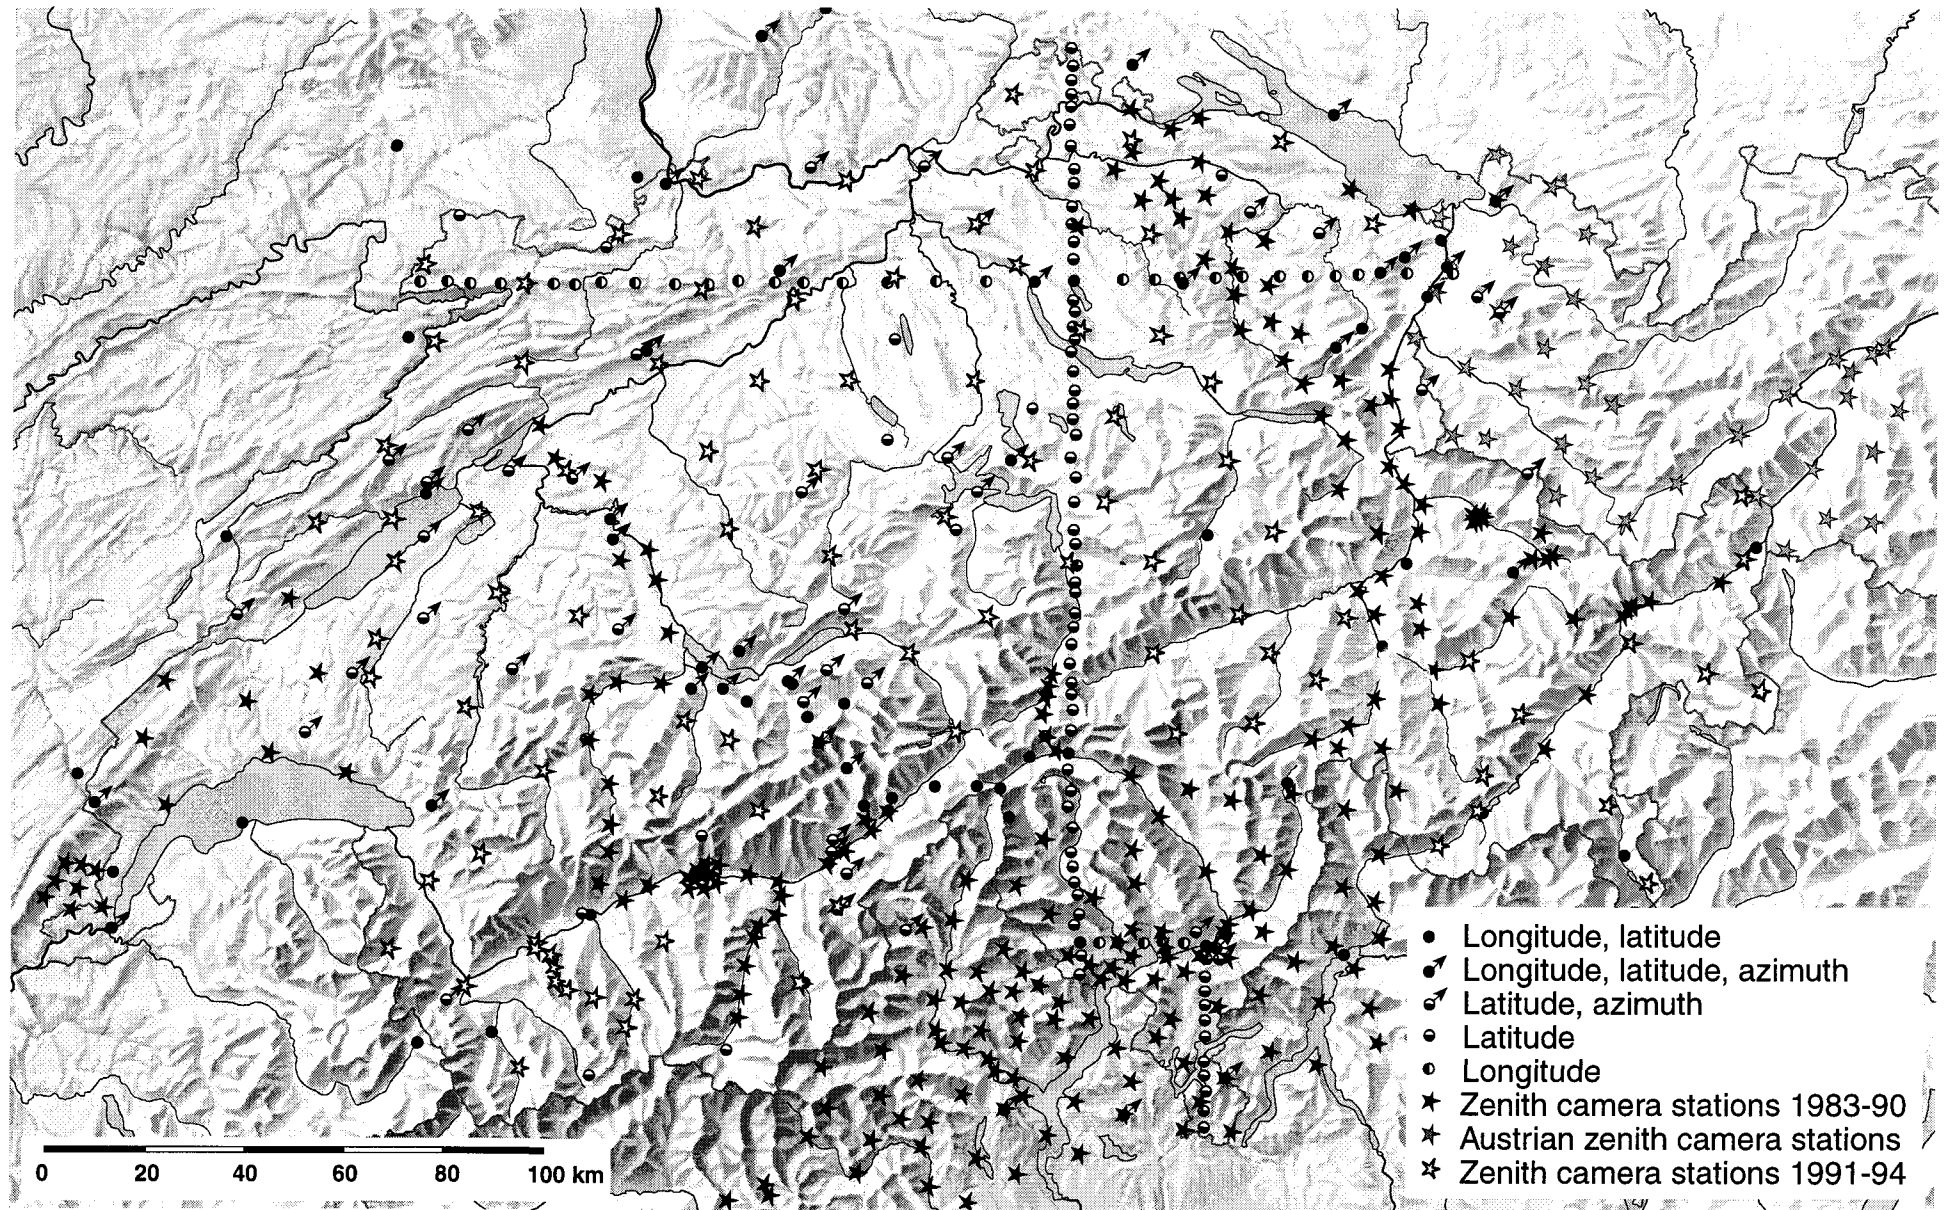 Longitude, latitude
Longitude, latitude, azimuth
Latitude, azimuth
Latitude
Longitude
Zenith camera stations 1983-90
Austrian zenith camera stations
Zenith camera stations 1991-94
0 20 40 60 80 100 km